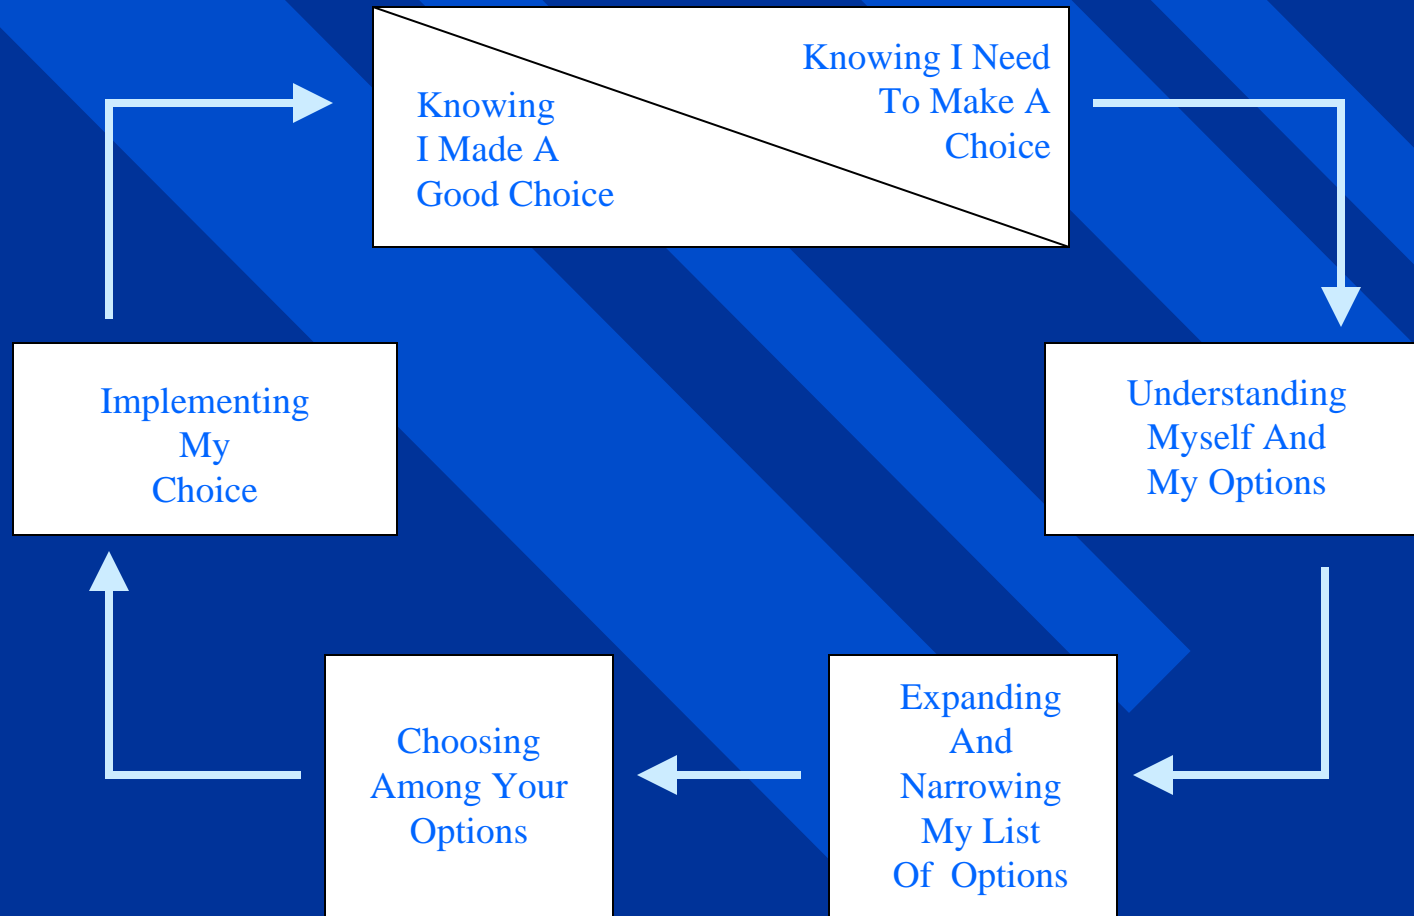 Knowing I Need
To Make A
Choice
Knowing
I Made A
Good Choice
Understanding
Myself And
My Options
Implementing
My
Choice
Expanding
And
Narrowing
My List
Of  Options
Choosing
Among Your
Options